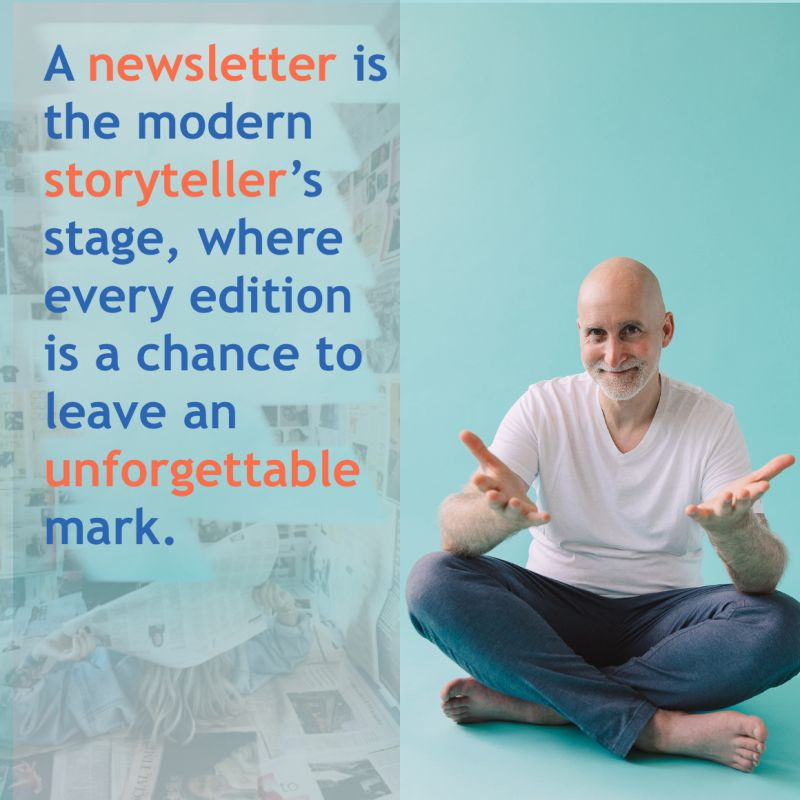 A newsletter is
the modern
storyteller’s
stage, where
every edition
is a chance to
leave an
unforgettable
mark.